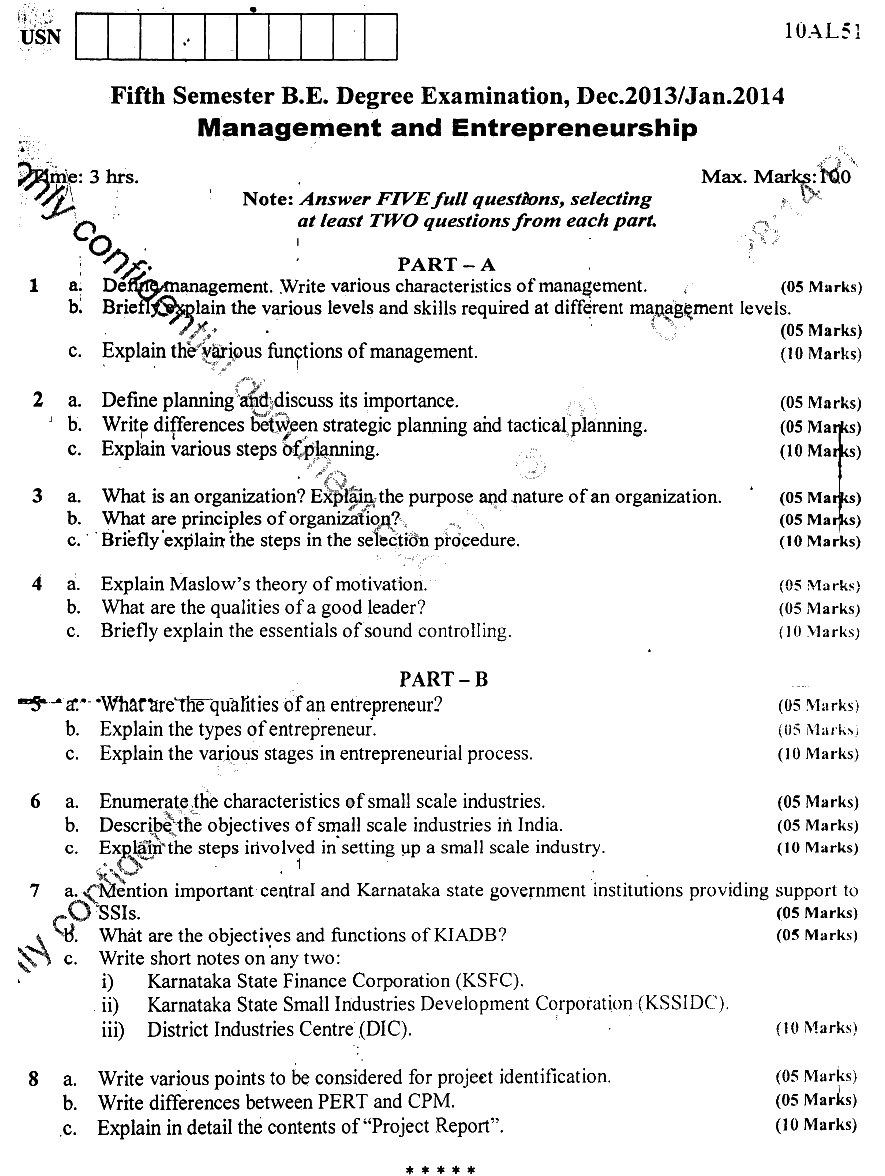 USN
10AL51
Fifth Semester B.E. Degree Examination, Dec.2013/Jan.2014
Management and Entrepreneurship
Time: 3 hrs. Max. Marks:100
Note: Answer FIVE full questions, selecting
at least TWO questions from each part.
PART – A
1 a. Define management. Write various characteristics of management. (05 Marks)
b. Briefly explain the various levels and skills required at different management levels.
(05 Marks)
c. Explain the various functions of management. (10 Marks)
2 a. Define planning and discuss its importance. (05 Marks)
b. Write differences between strategic planning and tactical planning. (05 Marks)
c. Explain various steps of planning. (10 Marks)
3 a. What is an organization? Explain the purpose and nature of an organization. (05 Marks)
b. What are principles of organization? (05 Marks)
c. Briefly explain the steps in the selection procedure. (10 Marks)
4 a. Explain Maslow's theory of motivation. (05 Marks)
b. What are the qualities of a good leader? (05 Marks)
c. Briefly explain the essentials of sound controlling. (10 Marks)
PART – B
5 a. What are the qualities of an entrepreneur? (05 Marks)
b. Explain the types of entrepreneur. (05 Marks)
c. Explain the various stages in entrepreneurial process. (10 Marks)
6 a. Enumerate the characteristics of small scale industries. (05 Marks)
b. Describe the objectives of small scale industries in India. (05 Marks)
c. Explain the steps involved in setting up a small scale industry. (10 Marks)
7 a. Mention important central and Karnataka state government institutions providing support to
SSIs. (05 Marks)
b. What are the objectives and functions of KIADB? (05 Marks)
c. Write short notes on any two:
i) Karnataka State Finance Corporation (KSFC).
ii) Karnataka State Small Industries Development Corporation (KSSIDC).
iii) District Industries Centre (DIC). (10 Marks)
8 a. Write various points to be considered for project identification. (05 Marks)
b. Write differences between PERT and CPM. (05 Marks)
c. Explain in detail the contents of "Project Report". (10 Marks)
* * * * *
only confidential document